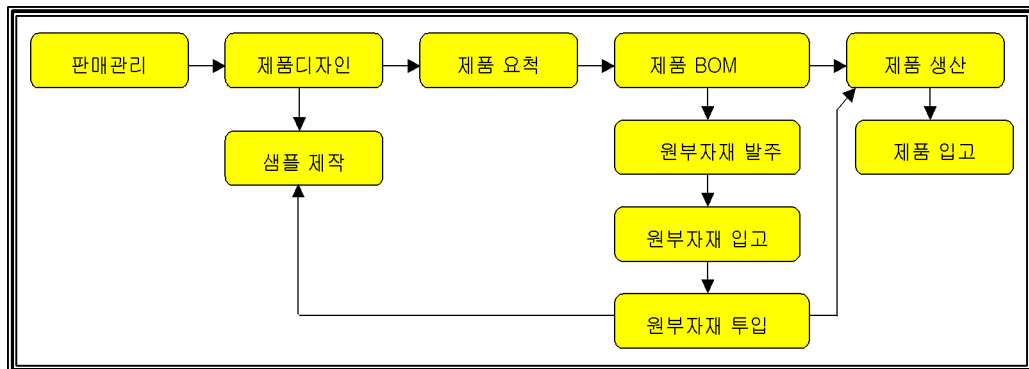 판매관리
제품디자인
제품 요척
제품 BOM
제품 생산
샘플 제작
원부자재 발주
제품 입고
원부자재 입고
원부자재 투입